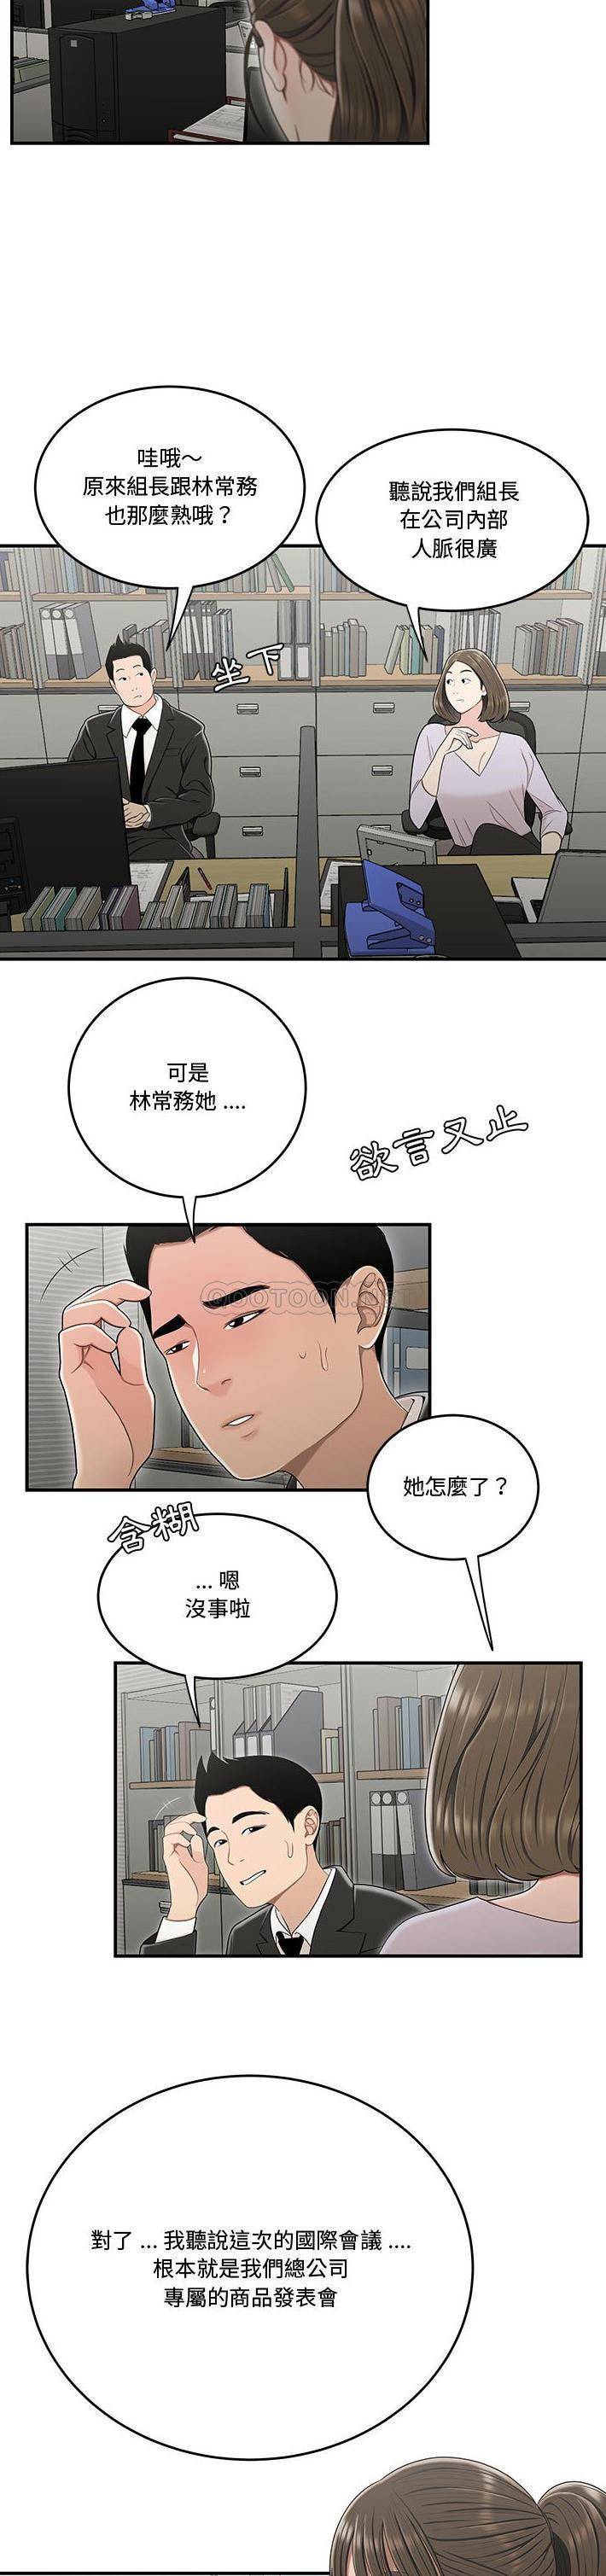 哇哦～
原來組長跟林常務
也那麼熟哦？
聽說我們組長
在公司內部
人脈很廣
坐下
可是
林常務她 ....
欲言又止
她怎麼了？
含糊
... 嗯
沒事啦
對了 ... 我聽說這次的國際會議 ....
根本就是我們總公司
專屬的商品發表會